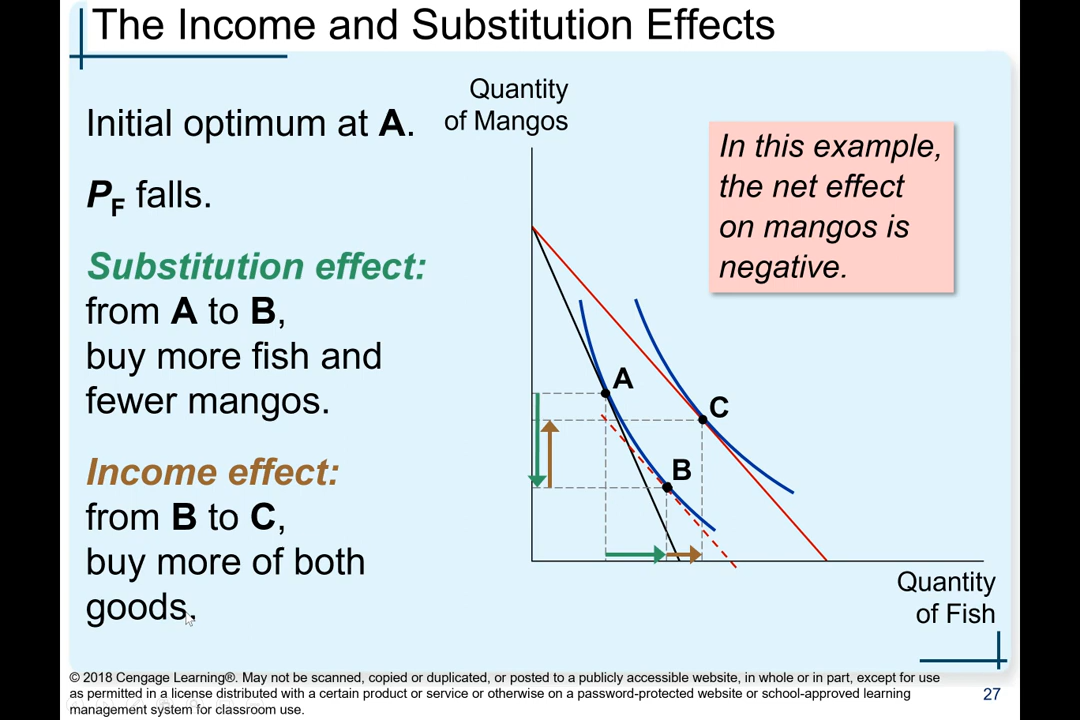 The Income and Substitution Effects
Initial optimum at A.
PF falls.
Substitution effect:
from A to B,
buy more fish and
fewer mangos.
Income effect:
from B to C,
buy more of both
goods.
Quantity
of Mangos
In this example,
the net effect
on mangos is
negative.
A
C
B
Quantity
of Fish
© 2018 Cengage Learning®. May not be scanned, copied or duplicated, or posted to a publicly accessible website, in whole or in part, except for use
as permitted in a license distributed with a certain product or service or otherwise on a password-protected website or school-approved learning
management system for classroom use.
27